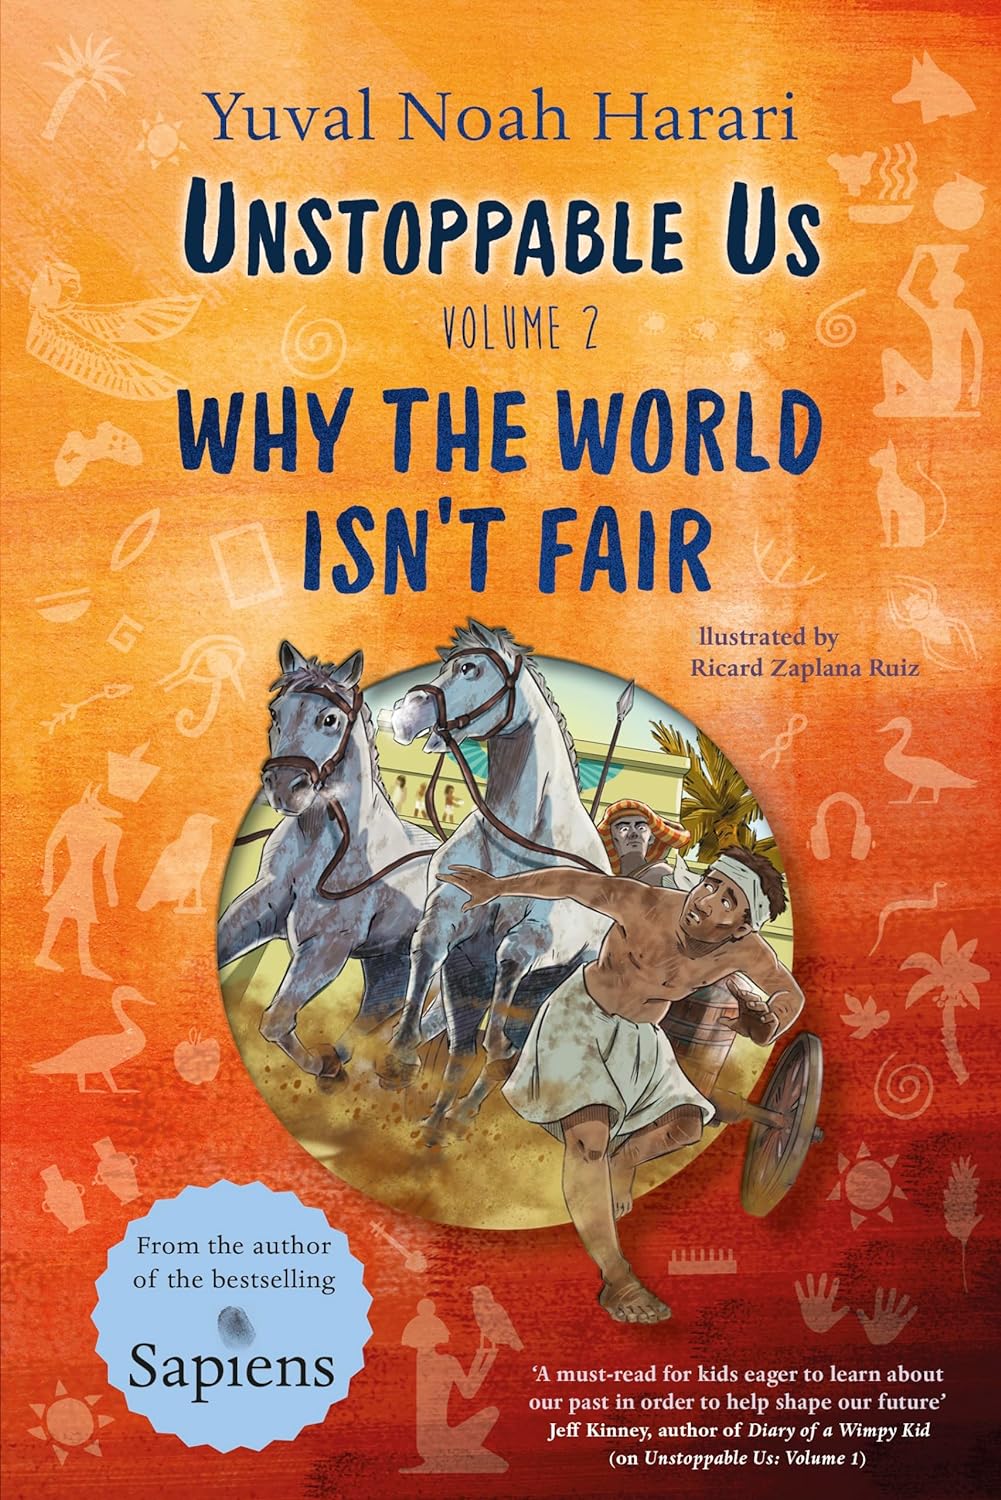 Yuval Noah Harari
UNSTOPPABLE US
VOLUME 2
WHY THE WORLD
ISN'T FAIR
llustrated by
Ricard Zaplana Ruiz
From the author
of the bestselling
Sapiens
‘A must-read for kids eager to learn about
our past in order to help shape our future’
Jeff Kinney, author of Diary of a Wimpy Kid
(on Unstoppable Us: Volume 1)